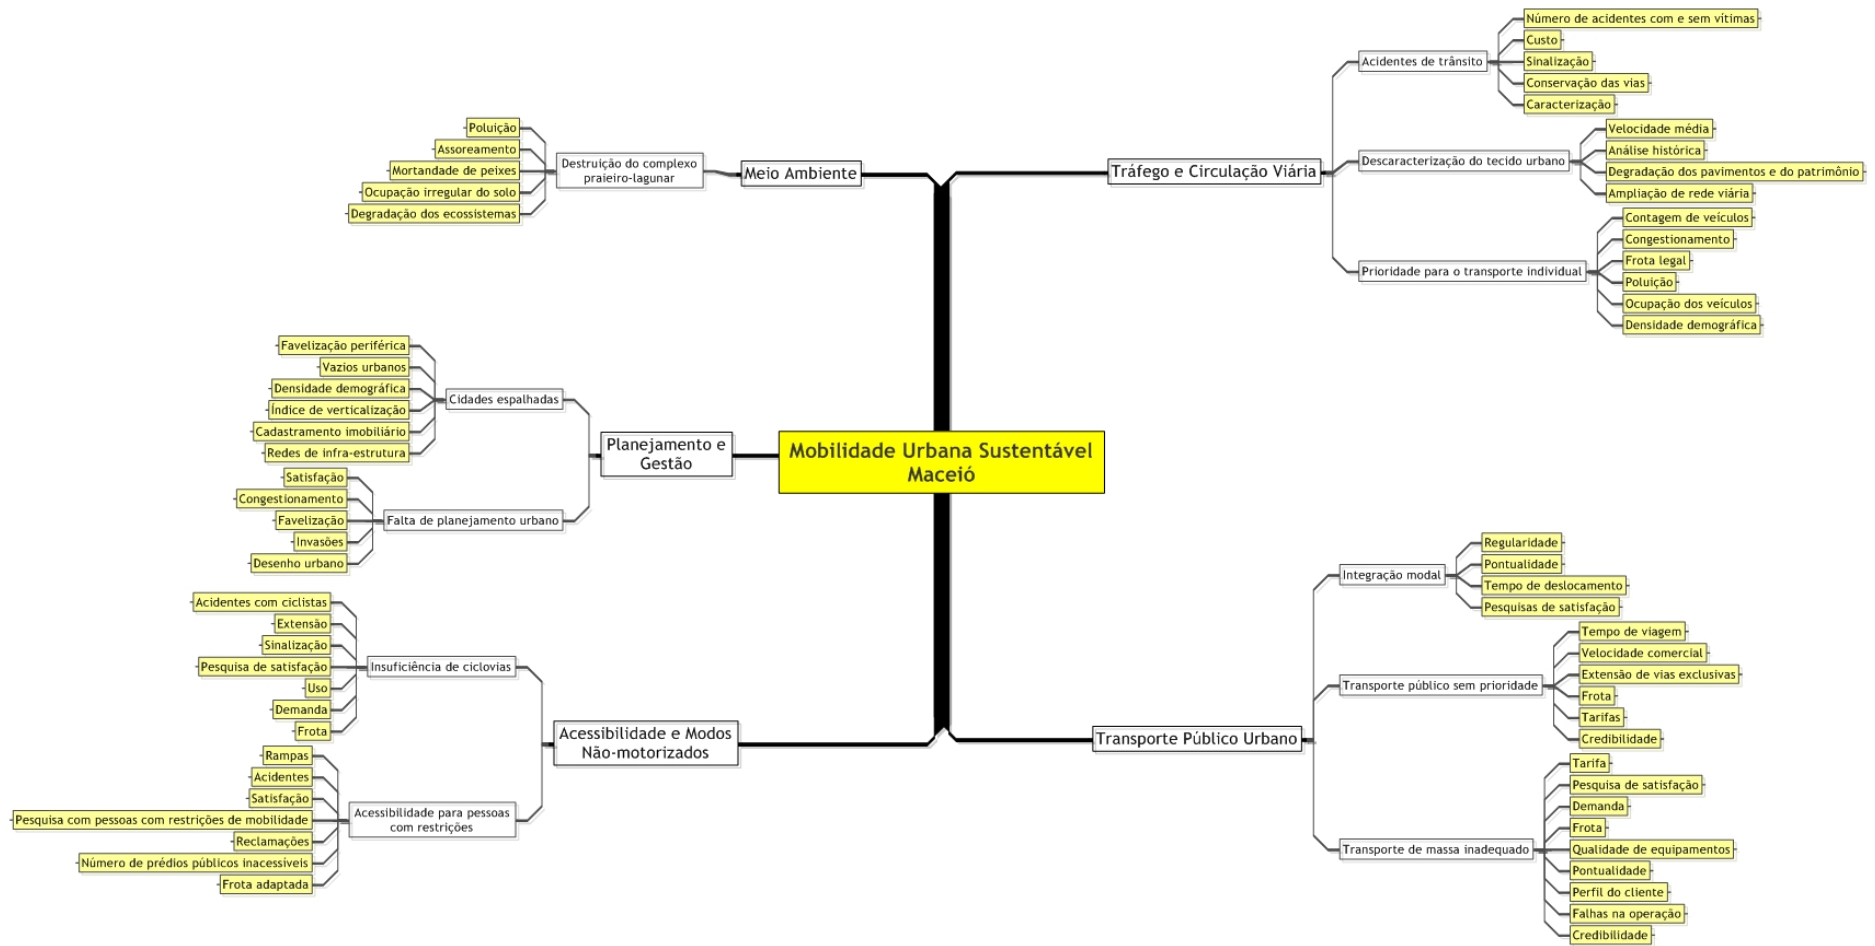 Mobilidade Urbana Sustentável
Maceió
Meio Ambiente
Destruição do complexo
praieiro-lagunar
Poluição
Assoreamento
Mortandade de peixes
Ocupação irregular do solo
Degradação dos ecossistemas
Planejamento e
Gestão
Cidades espalhadas
Favelização periférica
Vazios urbanos
Densidade demográfica
Índice de verticalização
Cadastramento imobiliário
Redes de infra-estrutura
Falta de planejamento urbano
Satisfação
Congestionamento
Favelização
Invasões
Desenho urbano
Acessibilidade e Modos
Não-motorizados
Insuficiência de ciclovias
Acidentes com ciclistas
Extensão
Sinalização
Pesquisa de satisfação
Uso
Demanda
Frota
Acessibilidade para pessoas
com restrições
Rampas
Acidentes
Satisfação
Pesquisa com pessoas com restrições de mobilidade
Reclamações
Número de prédios públicos inacessíveis
Frota adaptada
Tráfego e Circulação Viária
Acidentes de trânsito
Número de acidentes com e sem vítimas
Custo
Sinalização
Conservação das vias
Caracterização
Descaracterização do tecido urbano
Velocidade média
Análise histórica
Degradação dos pavimentos e do patrimônio
Ampliação de rede viária
Prioridade para o transporte individual
Contagem de veículos
Congestionamento
Frota legal
Poluição
Ocupação dos veículos
Densidade demográfica
Transporte Público Urbano
Integração modal
Regularidade
Pontualidade
Tempo de deslocamento
Pesquisas de satisfação
Transporte público sem prioridade
Tempo de viagem
Velocidade comercial
Extensão de vias exclusivas
Frota
Tarifas
Credibilidade
Transporte de massa inadequado
Tarifa
Pesquisa de satisfação
Demanda
Frota
Qualidade de equipamentos
Pontualidade
Perfil do cliente
Falhas na operação
Credibilidade